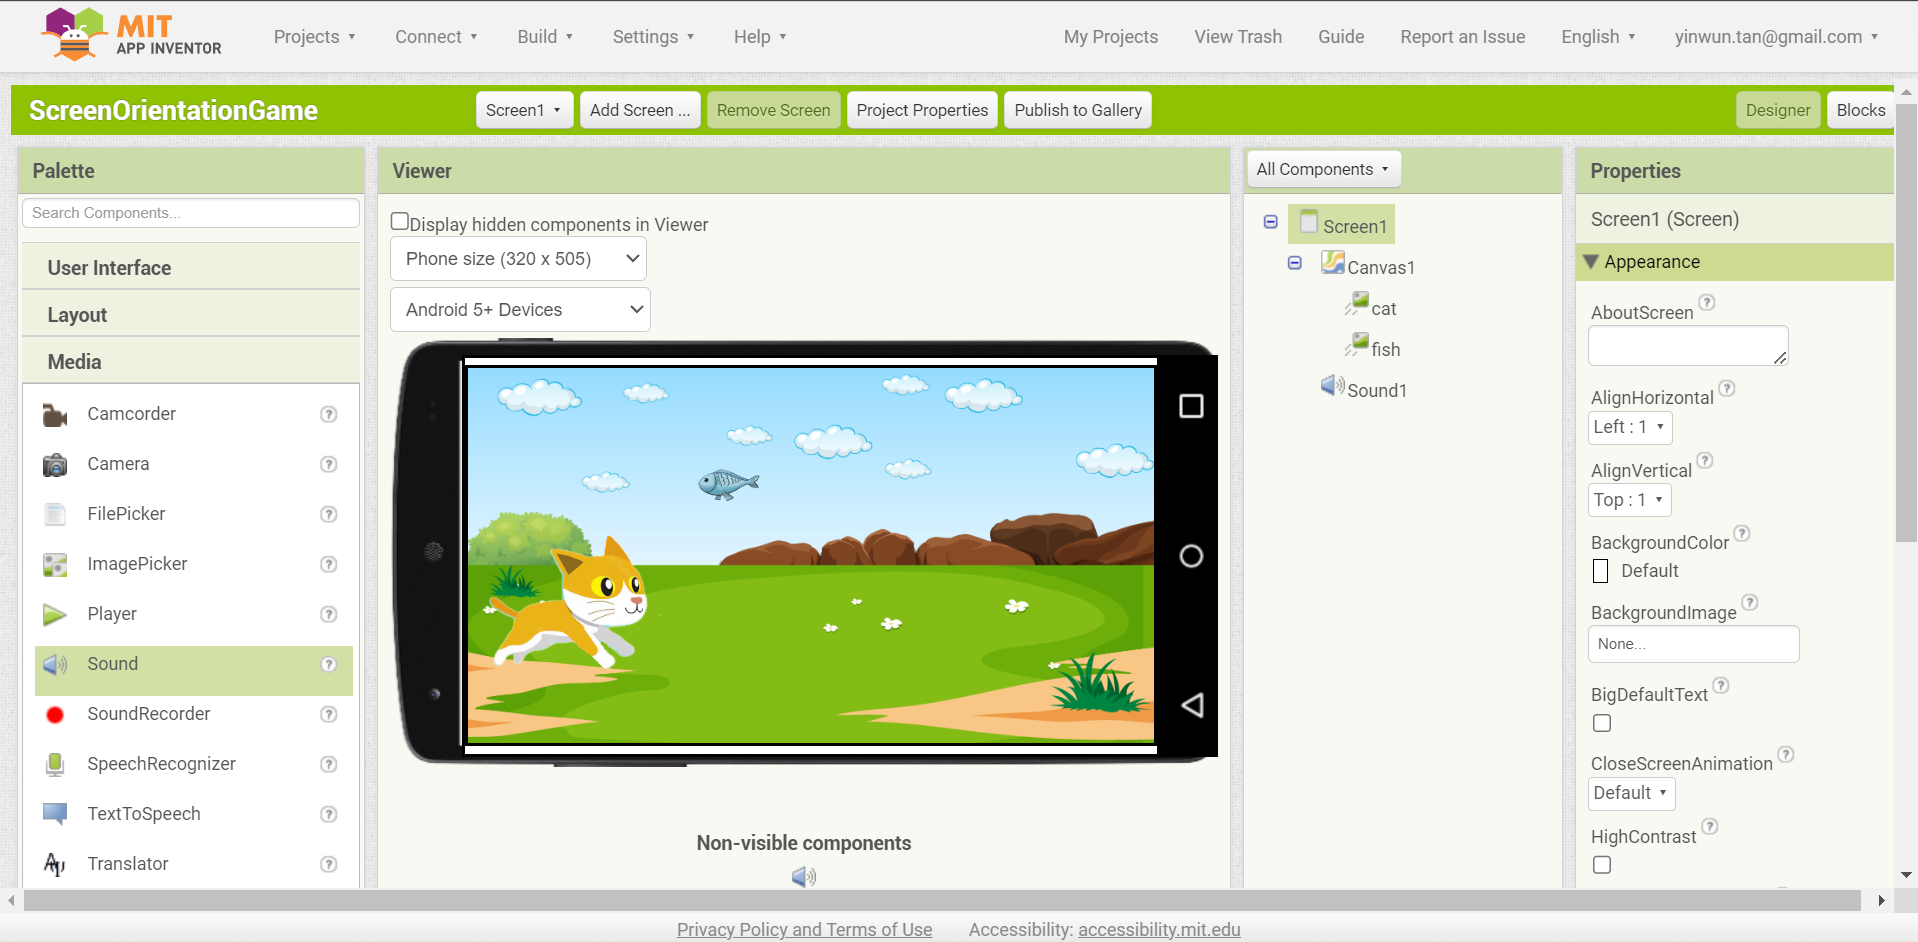 MIT
APP INVENTOR
Projects
Connect
Build
Settings
Help
My Projects
View Trash
Guide
Report an Issue
English
yinwun.tan@gmail.com
ScreenOrientationGame
Screen1
Add Screen ...
Remove Screen
Project Properties
Publish to Gallery
Designer
Blocks
Palette
Search Components...
User Interface
Layout
Media
Camcorder ?
Camera ?
FilePicker ?
ImagePicker ?
Player ?
Sound ?
SoundRecorder ?
SpeechRecognizer ?
TextToSpeech ?
Translator ?
Viewer
Display hidden components in Viewer
Phone size (320 x 505)
Android 5+ Devices
Non-visible components
All Components
Screen1
Canvas1
cat
fish
Sound1
Properties
Screen1 (Screen)
Appearance
AboutScreen ?
AlignHorizontal ?
Left : 1
AlignVertical ?
Top : 1
BackgroundColor ?
Default
BackgroundImage ?
None...
BigDefaultText ?
CloseScreenAnimation ?
Default
HighContrast ?
Privacy Policy and Terms of Use
Accessibility: accessibility.mit.edu